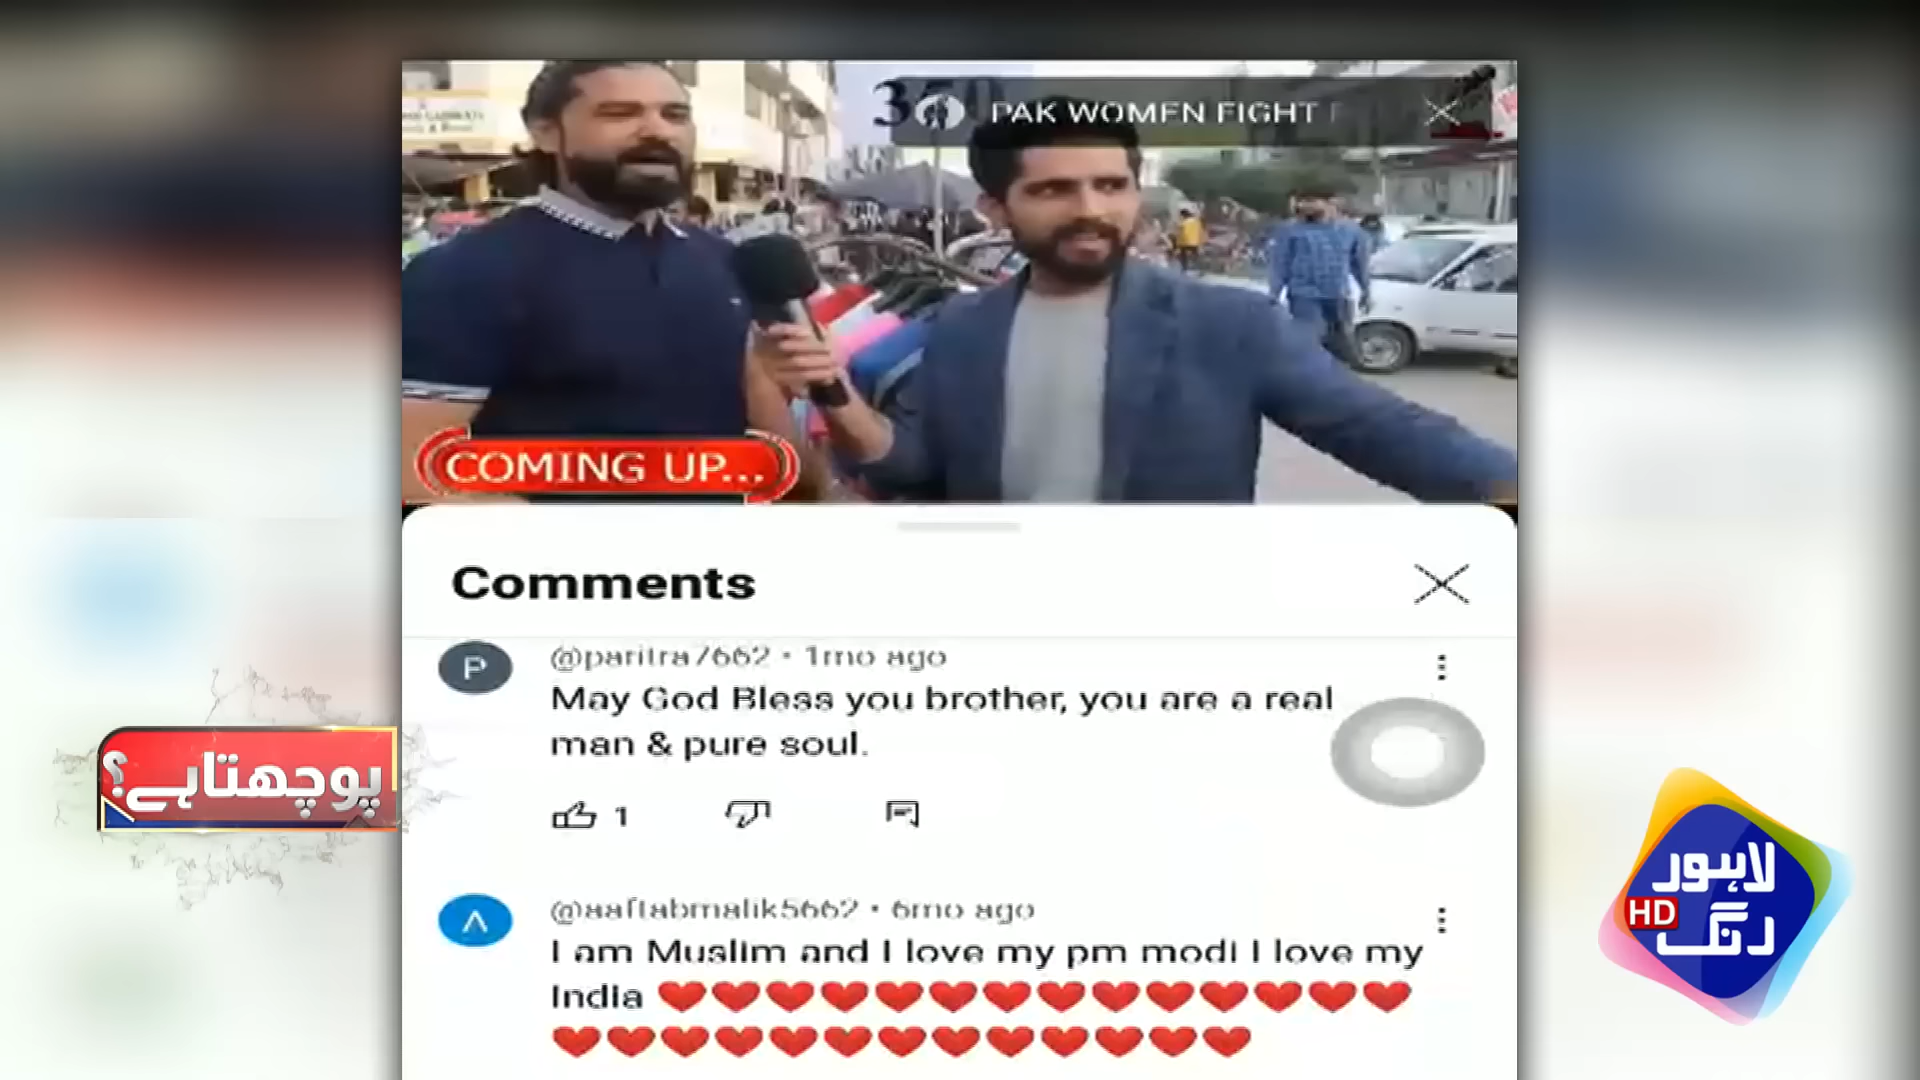 PAK WOMEN FIGHT
COMING UP...
Comments
@paritra7662 • 1mo ago
May God Bless you brother, you are a real
man & pure soul.
1
@aaftabmalik5662 • 6mo ago
I am Muslim and I love my pm modi I love my
India ❤❤❤❤❤❤❤❤❤❤❤❤❤❤
❤❤❤❤❤❤❤❤❤❤❤❤❤
پوچھتا ہے؟
لاہور
HD
رنگ